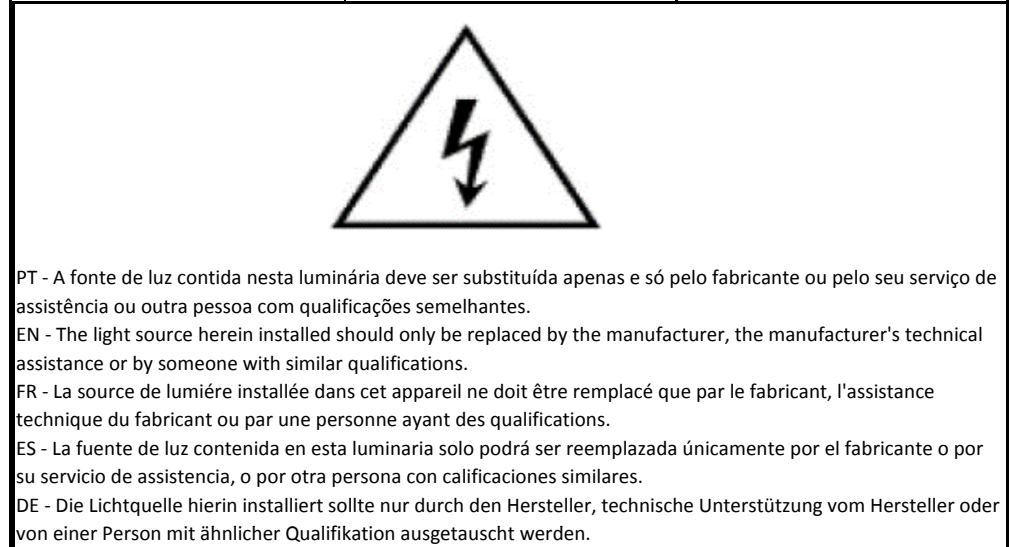 PT - A fonte de luz contida nesta luminária deve ser substituída apenas e só pelo fabricante ou pelo seu serviço de
assistência ou outra pessoa com qualificações semelhantes.
EN - The light source herein installed should only be replaced by the manufacturer, the manufacturer's technical
assistance or by someone with similar qualifications.
FR - La source de lumiére installée dans cet appareil ne doit être remplacé que par le fabricant, l'assistance
technique du fabricant ou par une personne ayant des qualifications.
ES - La fuente de luz contenida en esta luminaria solo podrá ser reemplazada únicamente por el fabricante o por
su servicio de assistencia, o por otra persona con calificaciones similares.
DE - Die Lichtquelle hierin installiert sollte nur durch den Hersteller, technische Unterstützung vom Hersteller oder
von einer Person mit ähnlicher Qualifikation ausgetauscht werden.